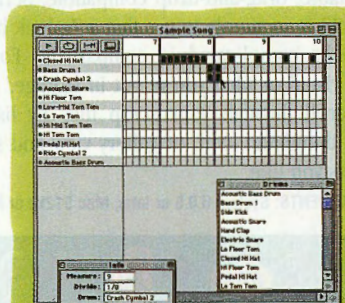 Sample Song
7 8 9 10
Closed Hi Hat
Bass Drum 1
Crash Cymbal 2
Acoustic Snare
Hi Floor Tom
Low-Mid Tom Tom
Lo Tom Tom
Hi Mid Tom Tom
Hi Tom Tom
Pedal Hi Hat
Ride Cymbal 2
Acoustic Bass Drum
Drums
Acoustic Bass Drum
Bass Drum 1
Side Kick
Acoustic Snare
Hand Clap
Electric Snare
Lo Floor Tom
Closed Hi Hat
Hi Floor Tom
Pedal Hi Hat
Lo Tom Tom
Info
Measure: 9
Divide: 1/8
Drum: Crash Cymbal 2